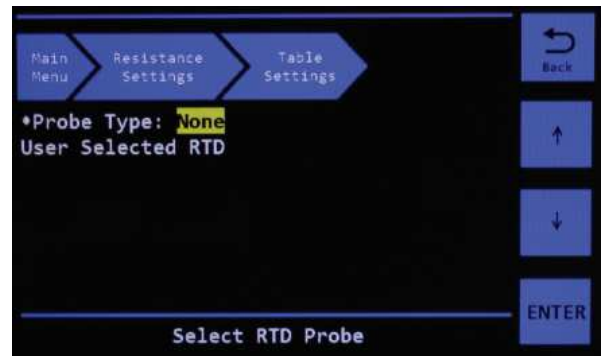 Main Menu
Resistance Settings
Table Settings
Back
•Probe Type: None
User Selected RTD
↑
↓
ENTER
Select RTD Probe